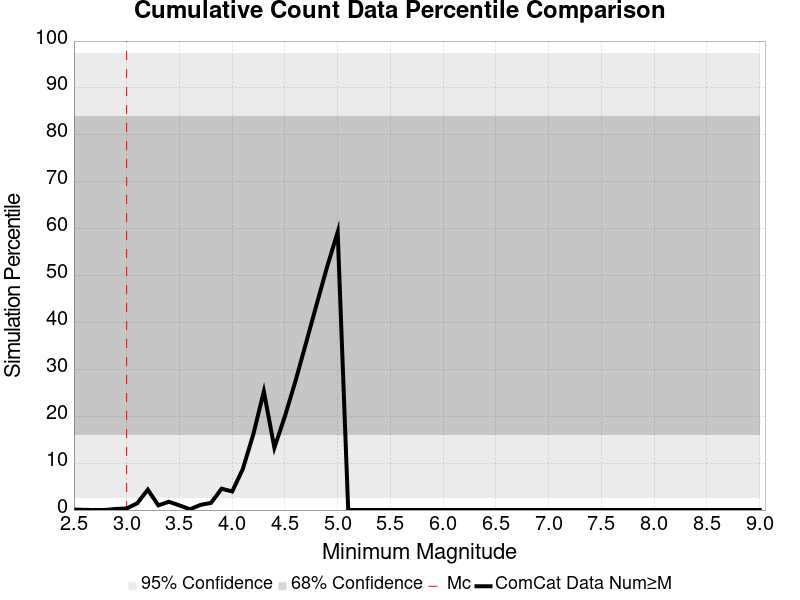 Cumulative Count Data Percentile Comparison
100
90
80
70
60
50
40
30
20
10
0
Simulation Percentile
2.5 3.0 3.5 4.0 4.5 5.0 5.5 6.0 6.5 7.0 7.5 8.0 8.5 9.0
Minimum Magnitude
95% Confidence 68% Confidence Mc ComCat Data Num≥M